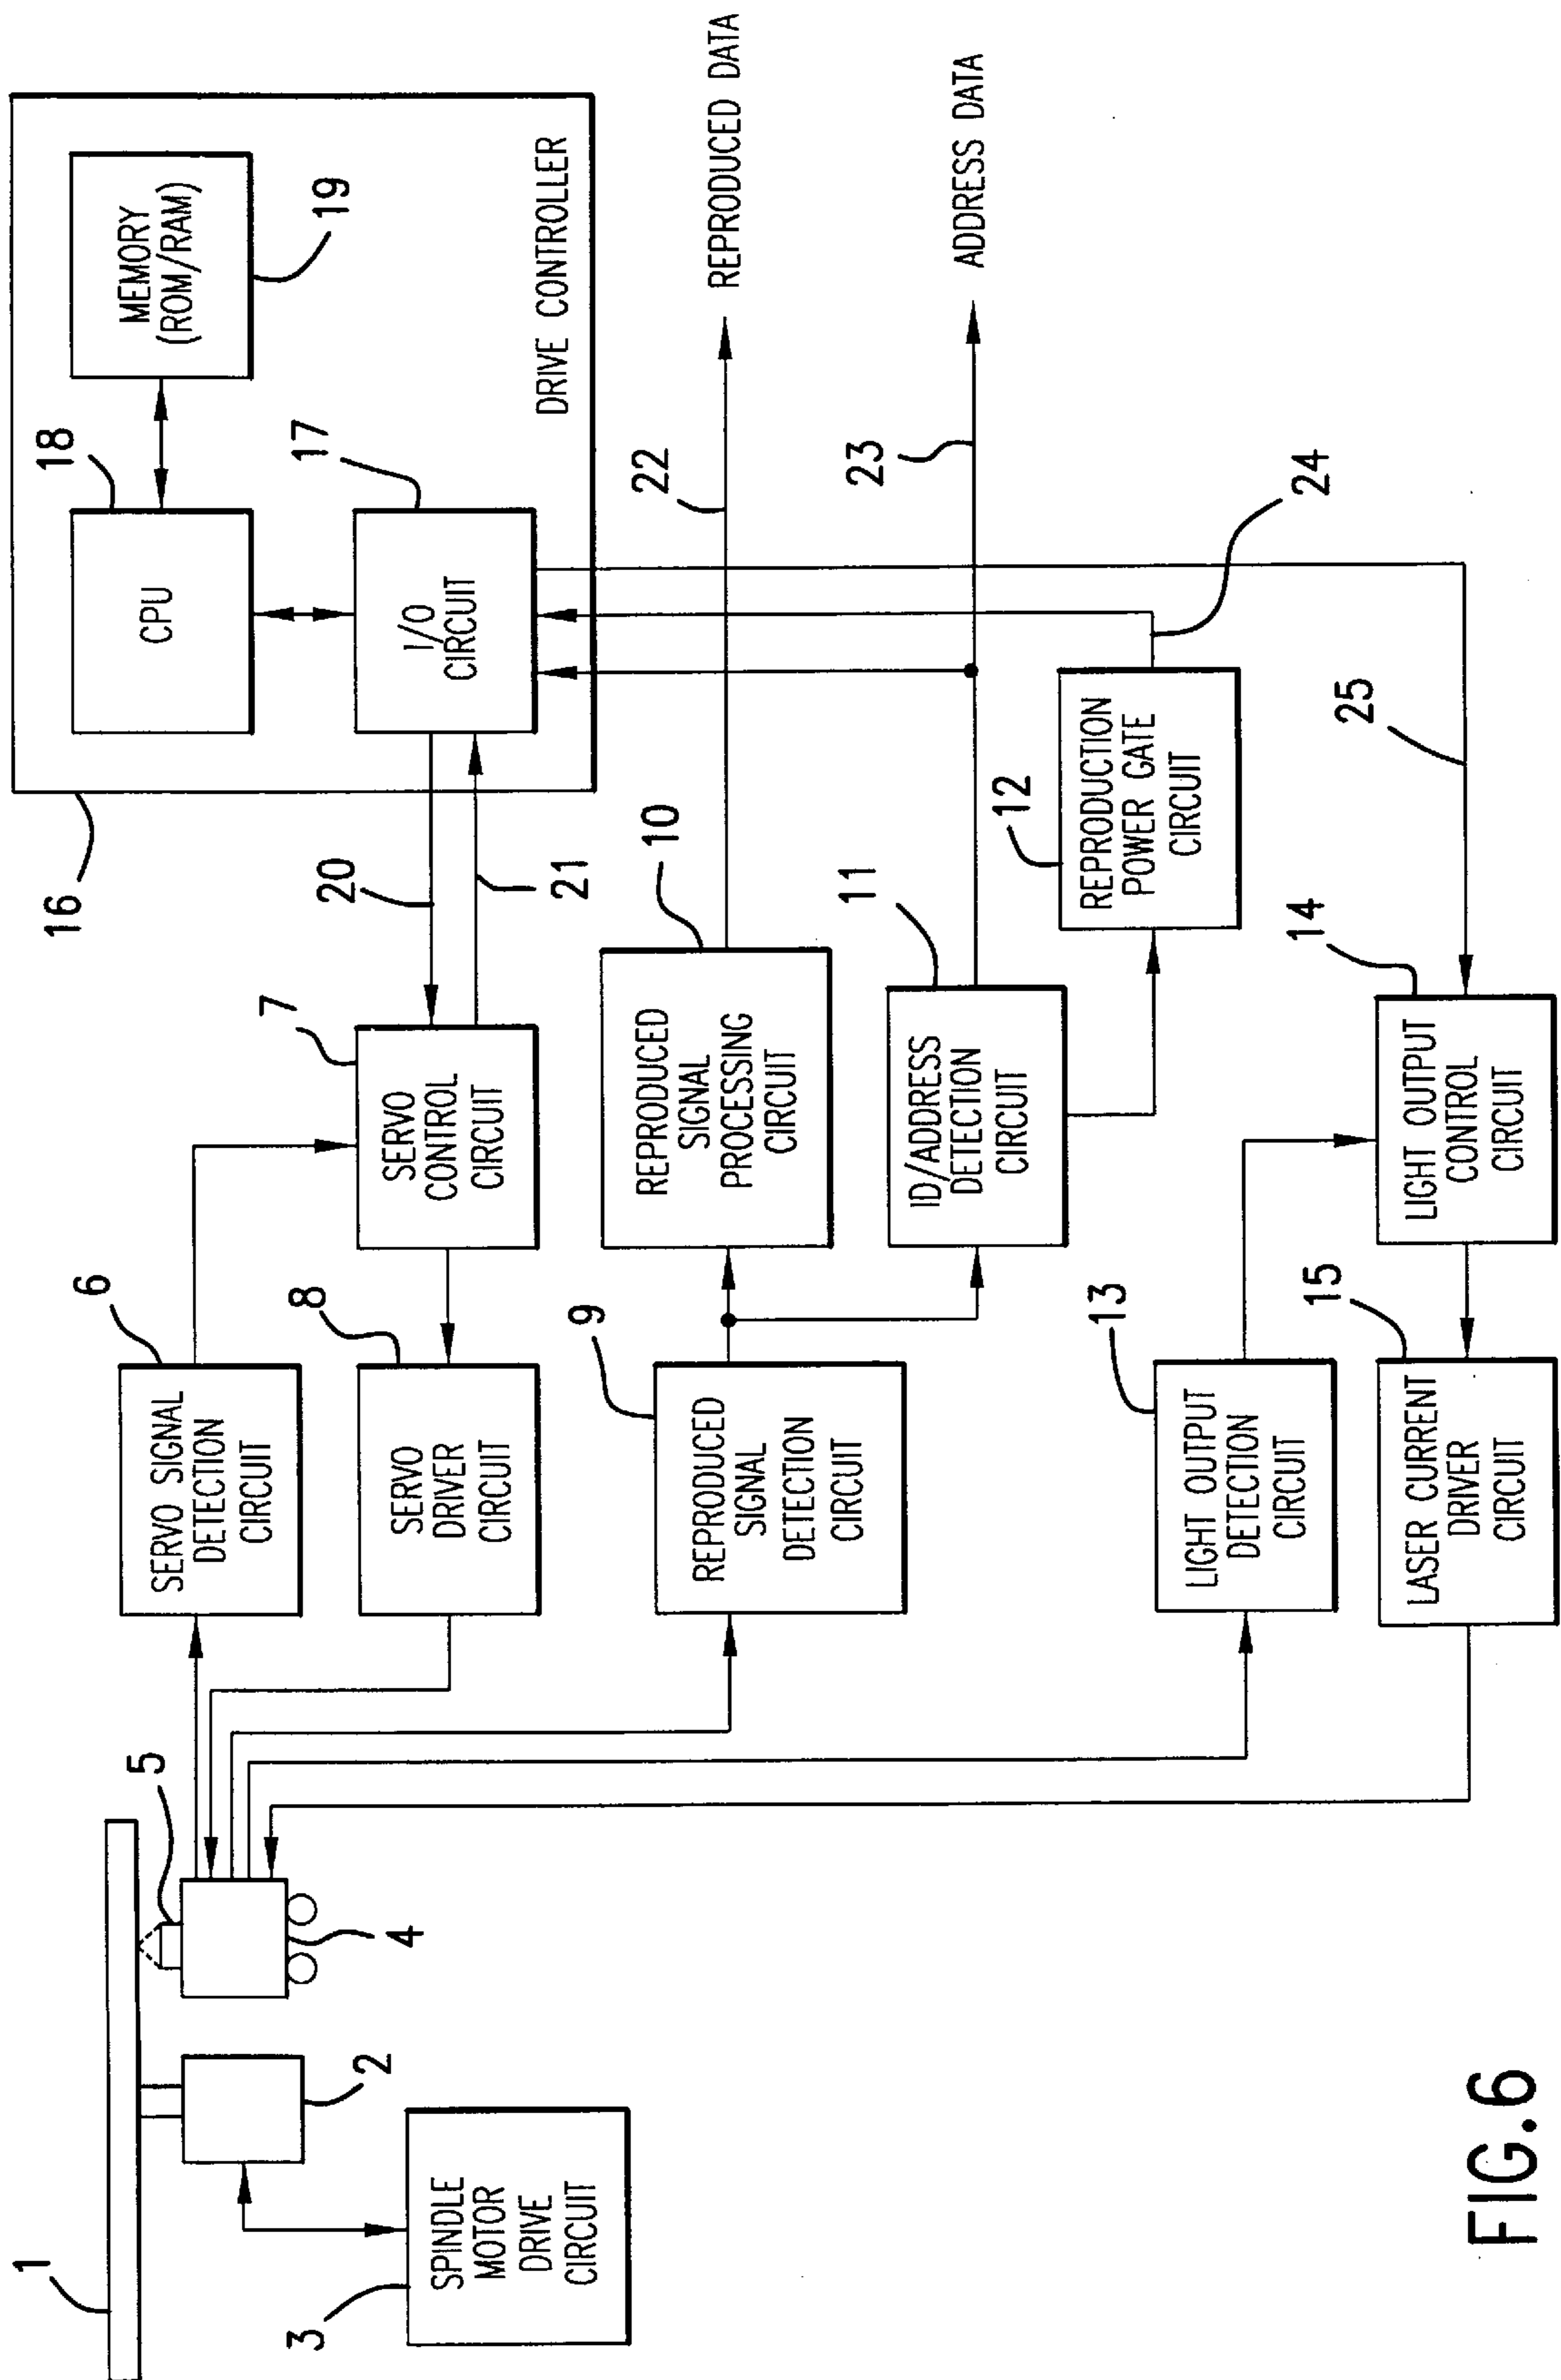 1
2
3
SPINDLE
MOTOR
DRIVE
CIRCUIT
4
5
6
SERVO SIGNAL
DETECTION
CIRCUIT
7
SERVO
CONTROL
CIRCUIT
8
SERVO
DRIVER
CIRCUIT
9
REPRODUCED
SIGNAL
DETECTION
CIRCUIT
10
REPRODUCED
SIGNAL
PROCESSING
CIRCUIT
11
ID/ADDRESS
DETECTION
CIRCUIT
12
REPRODUCTION
POWER GATE
CIRCUIT
13
LIGHT OUTPUT
DETECTION
CIRCUIT
14
LIGHT OUTPUT
CONTROL
CIRCUIT
15
LASER CURRENT
DRIVER
CIRCUIT
16
DRIVE CONTROLLER
17
I/O
CIRCUIT
18
CPU
19
MEMORY
(ROM/RAM)
20
21
22
REPRODUCED DATA
23
ADDRESS DATA
24
25
FIG.6